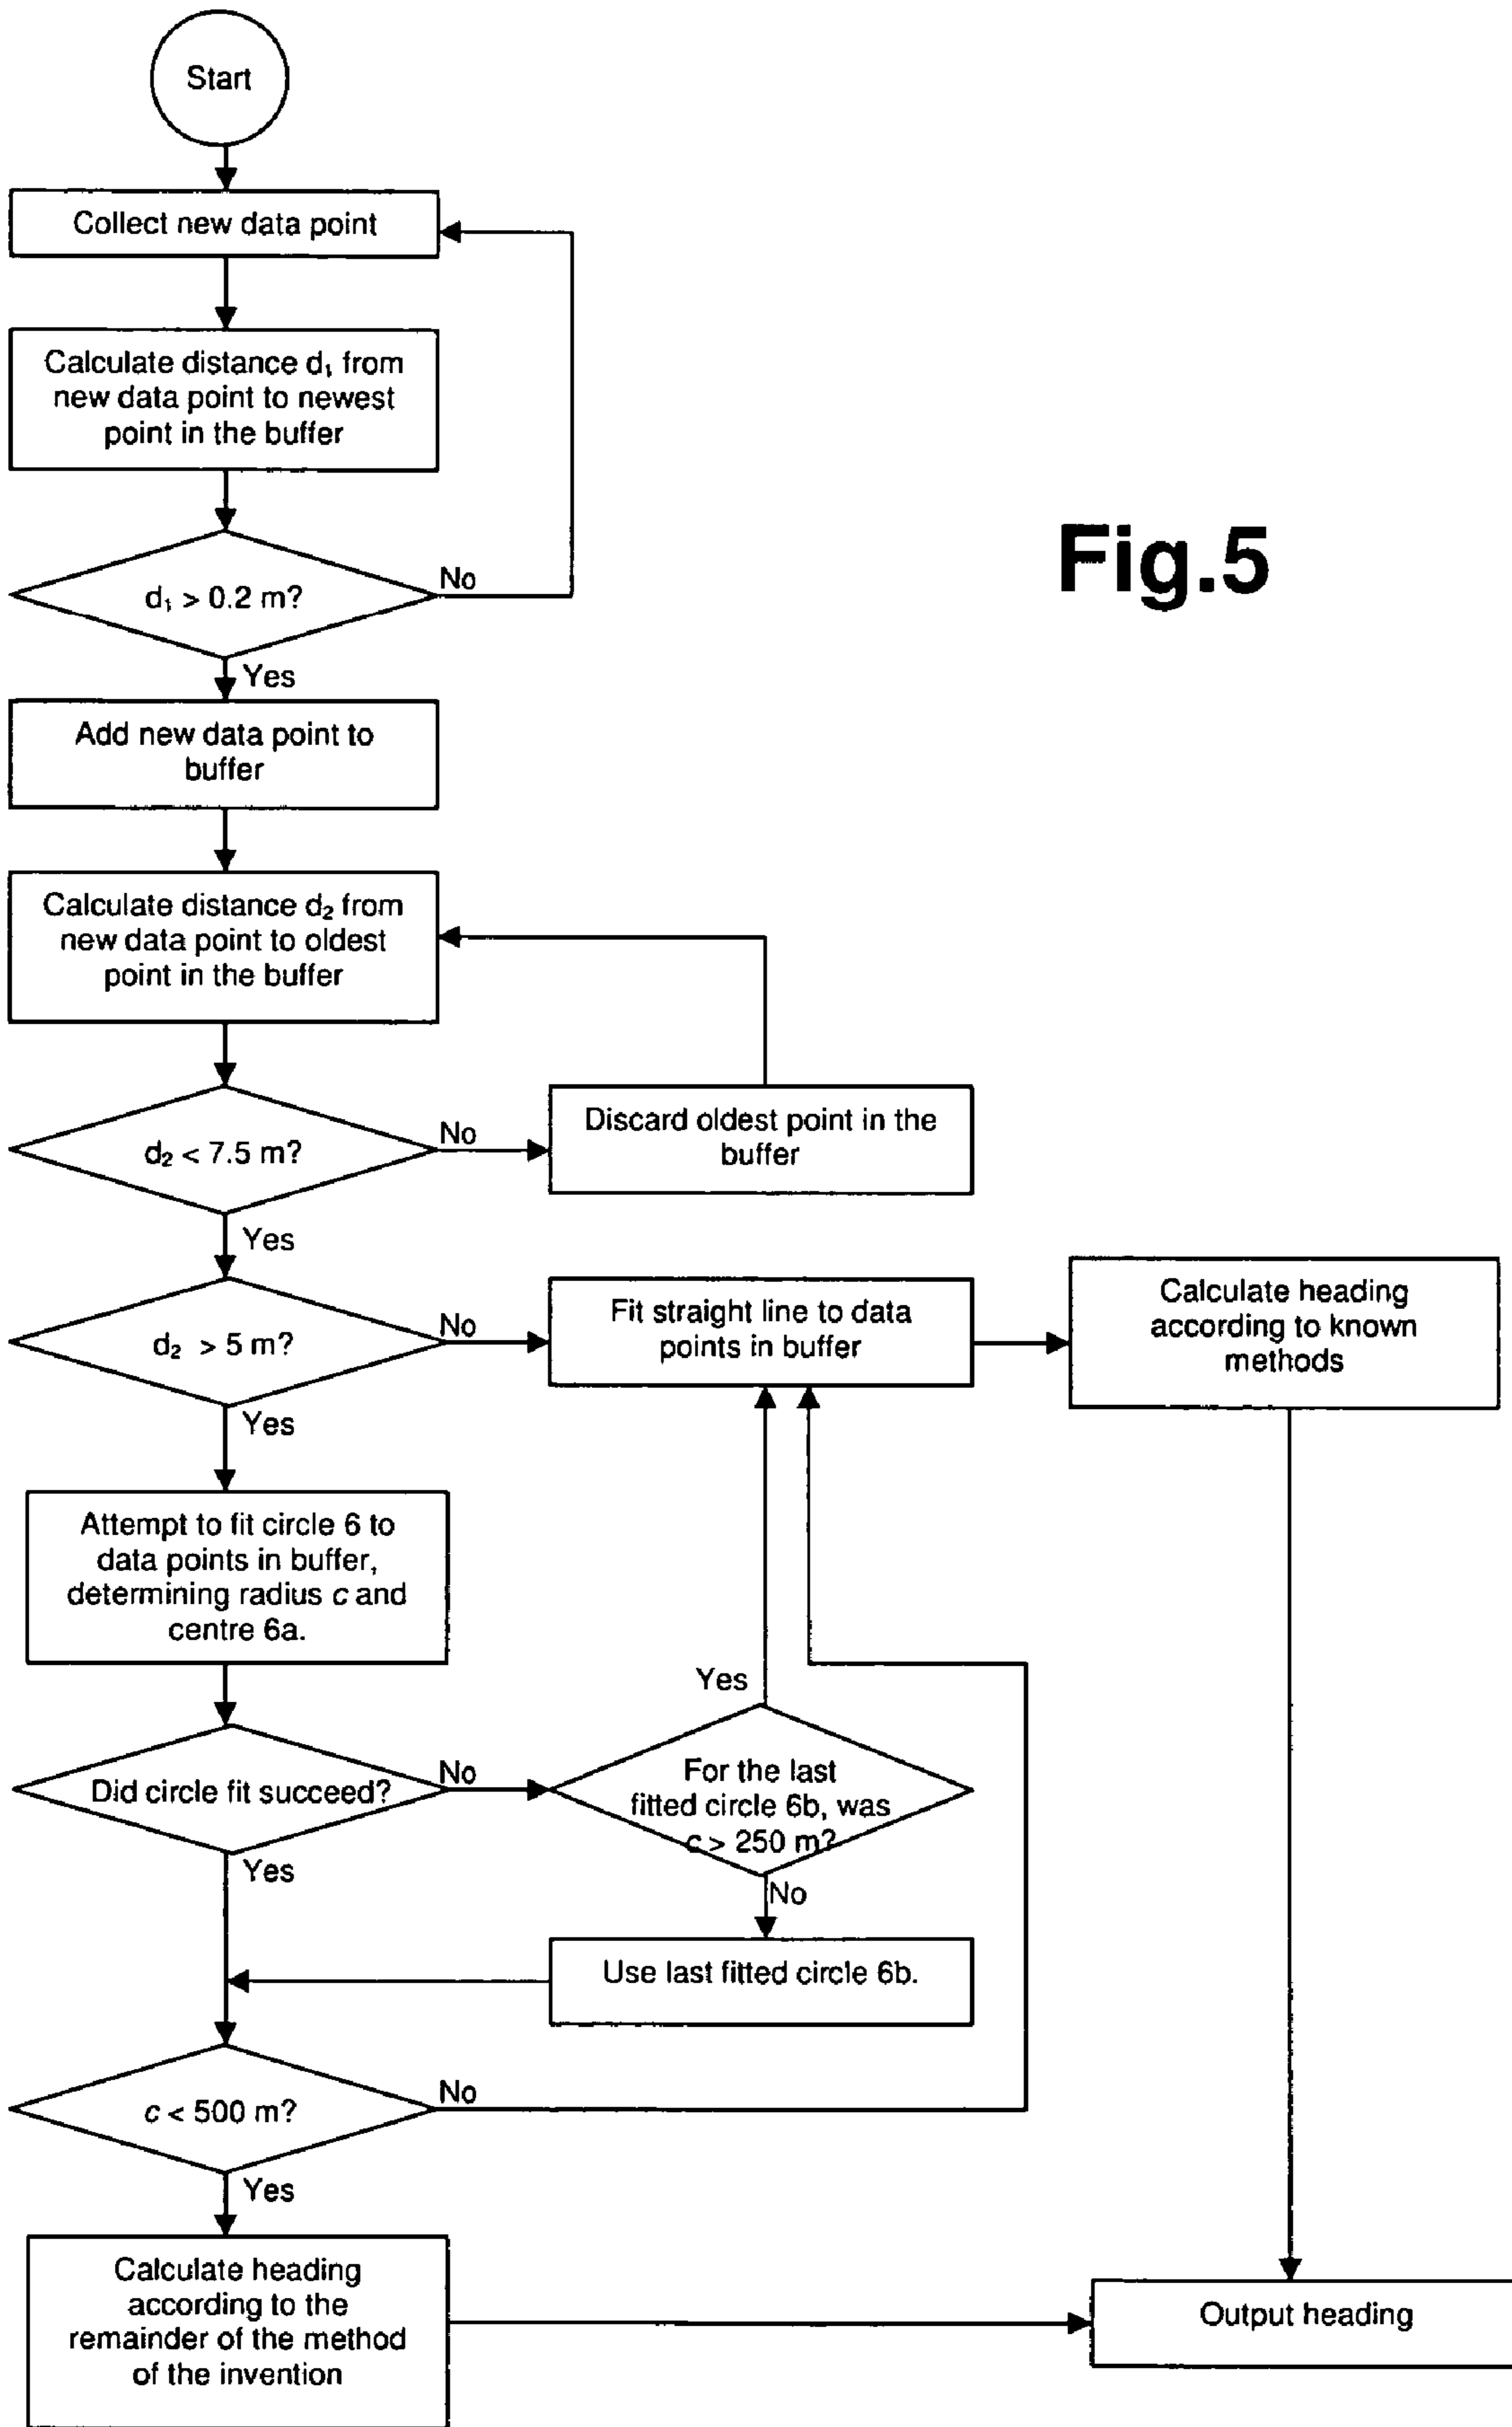 Start
Collect new data point
Calculate distance d₁ from
new data point to newest
point in the buffer
Fig.5
d₁ > 0.2 m?
No
Yes
Add new data point to
buffer
Calculate distance d₂ from
new data point to oldest
point in the buffer
d₂ < 7.5 m?
No
Discard oldest point in the
buffer
Yes
d₂ > 5 m?
No
Fit straight line to data
points in buffer
Calculate heading
according to known
methods
Yes
Attempt to fit circle 6 to
data points in buffer,
determining radius c and
centre 6a.
Did circle fit succeed?
No
Yes
For the last
fitted circle 6b, was
c > 250 m?
Yes
No
Use last fitted circle 6b.
c < 500 m?
No
Yes
Calculate heading
according to the
remainder of the method
of the invention
Output heading